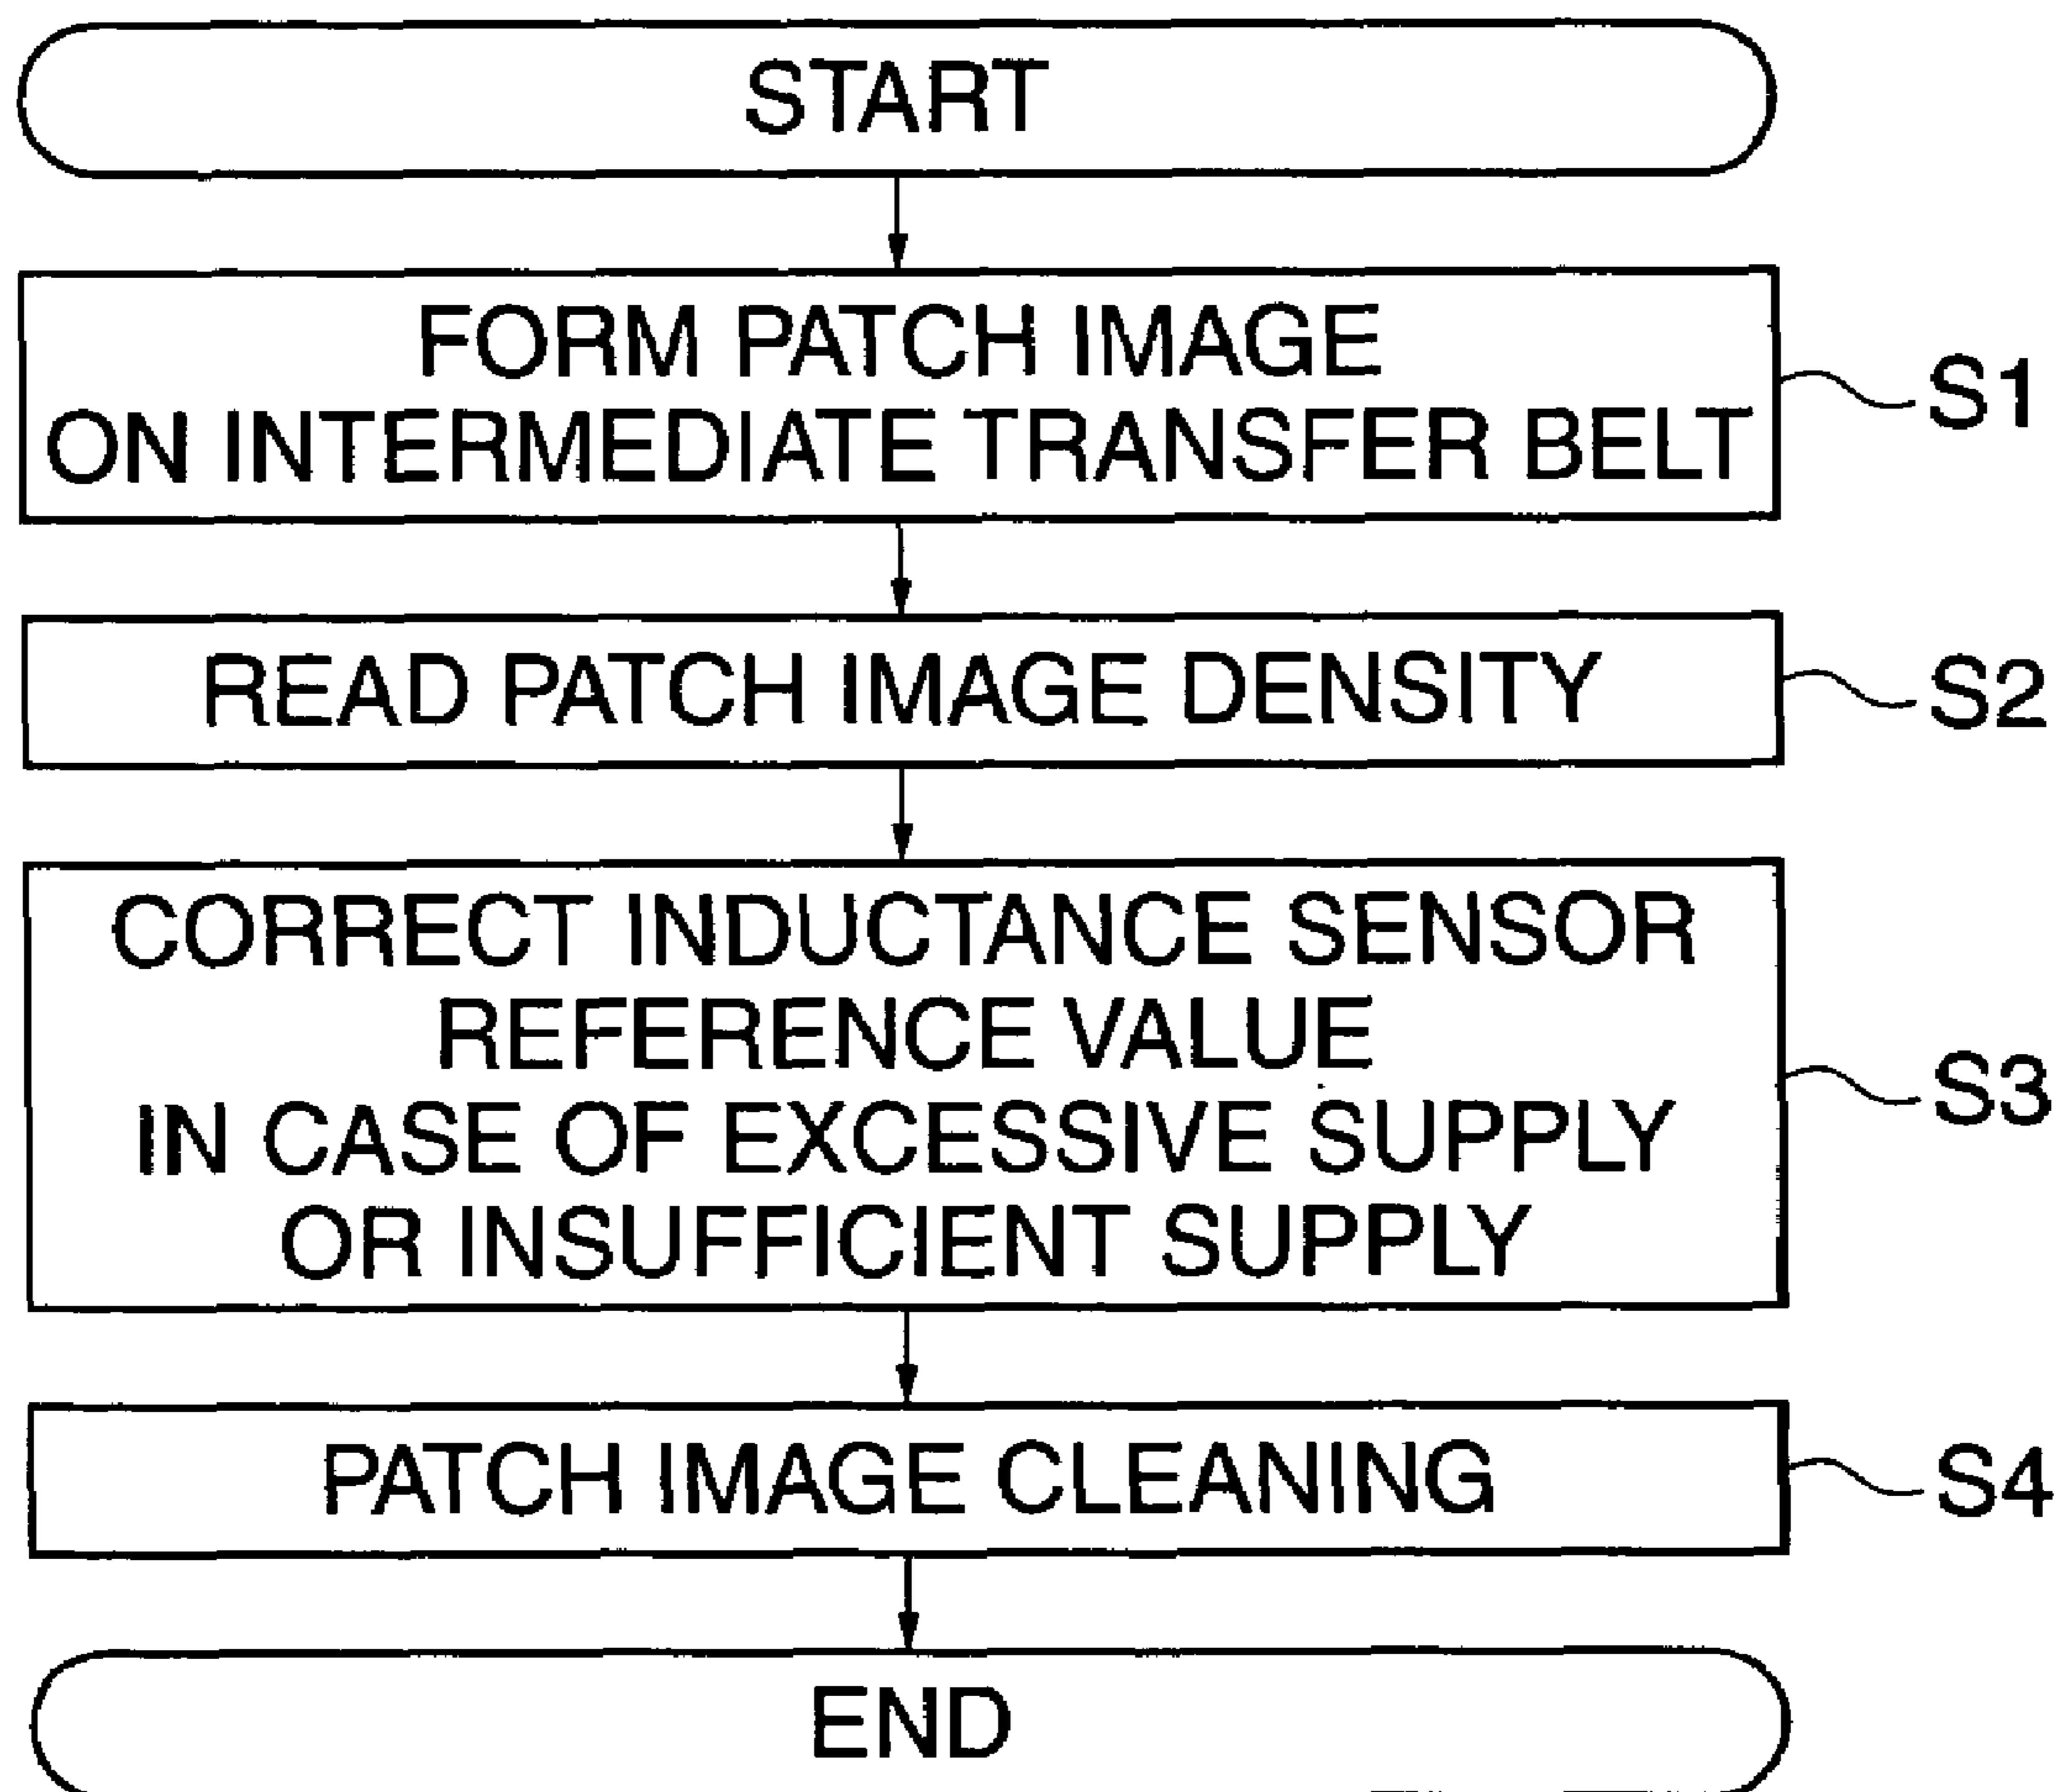 START
FORM PATCH IMAGE
ON INTERMEDIATE TRANSFER BELT
S1
READ PATCH IMAGE DENSITY
S2
CORRECT INDUCTANCE SENSOR
REFERENCE VALUE
IN CASE OF EXCESSIVE SUPPLY
OR INSUFFICIENT SUPPLY
S3
PATCH IMAGE CLEANING
S4
END